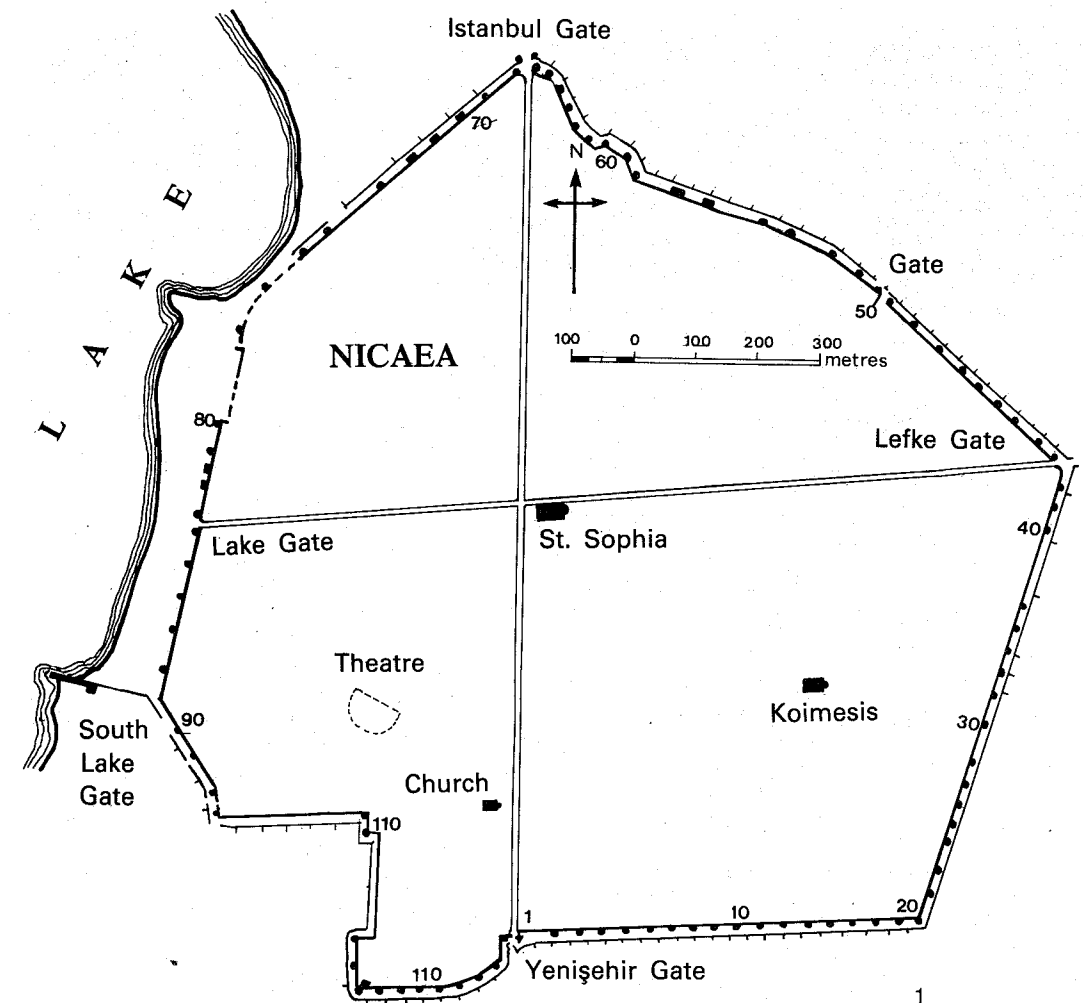 Istanbul Gate
70
N
60
L A K E
Gate
50
100 0 100 200 300
metres
NICAEA
80
Lefke Gate
40
Lake Gate
St. Sophia
Theatre
Koimesis
30
90
South
Lake
Gate
Church
110
1
10
20
110
Yenişehir Gate
1